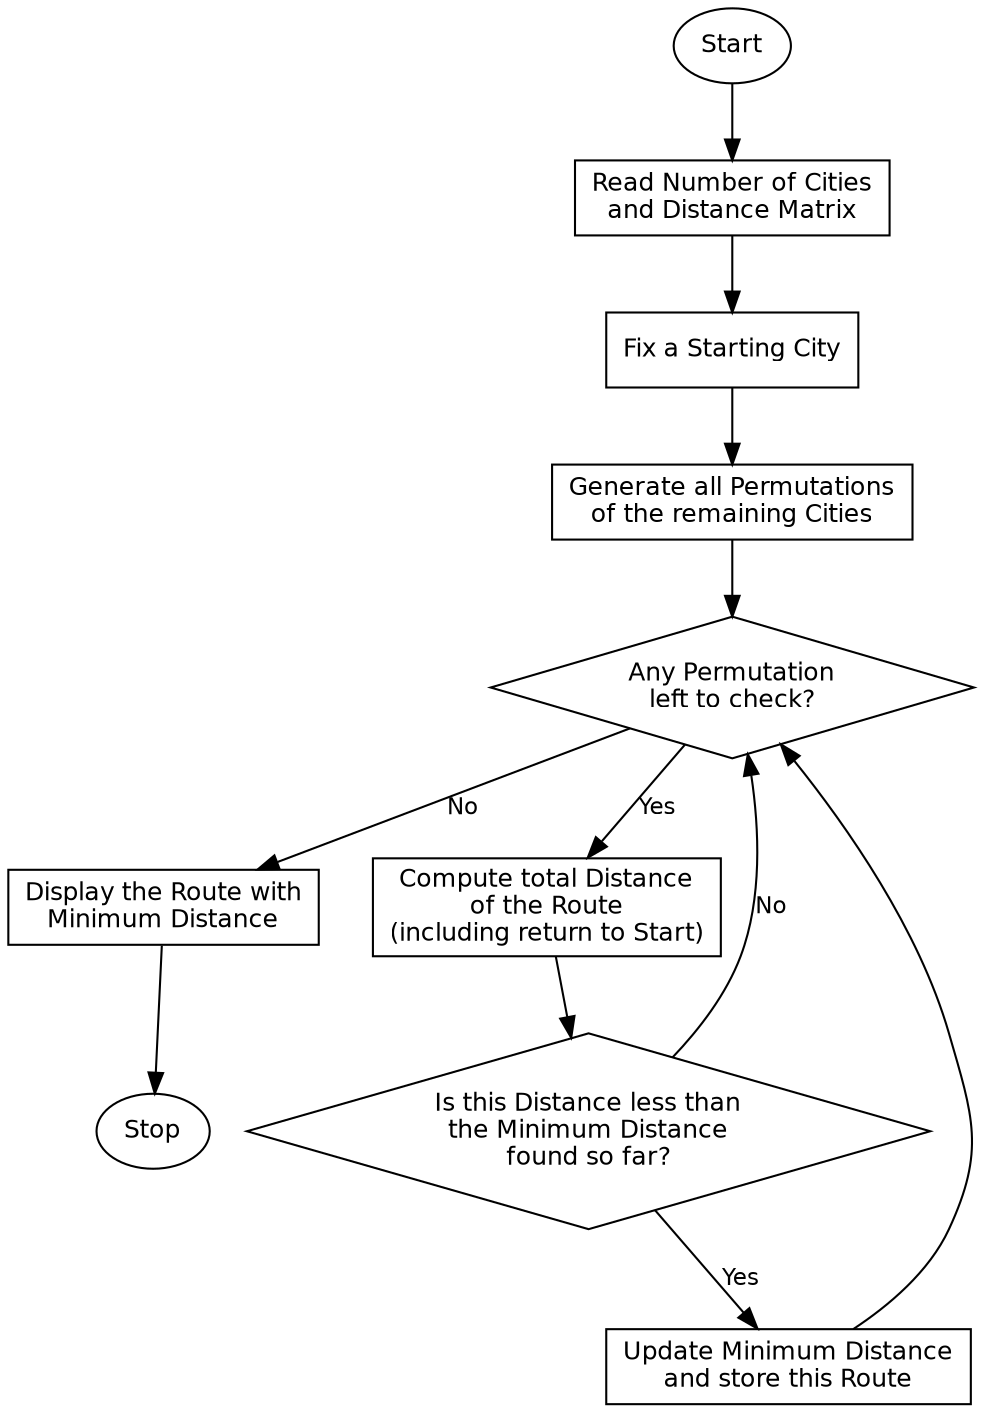 Start
Read Number of Cities
and Distance Matrix
Fix a Starting City
Generate all Permutations
of the remaining Cities
Any Permutation
left to check?
No
Yes
Display the Route with
Minimum Distance
Compute total Distance
of the Route
(including return to Start)
No
Stop
Is this Distance less than
the Minimum Distance
found so far?
Yes
Update Minimum Distance
and store this Route